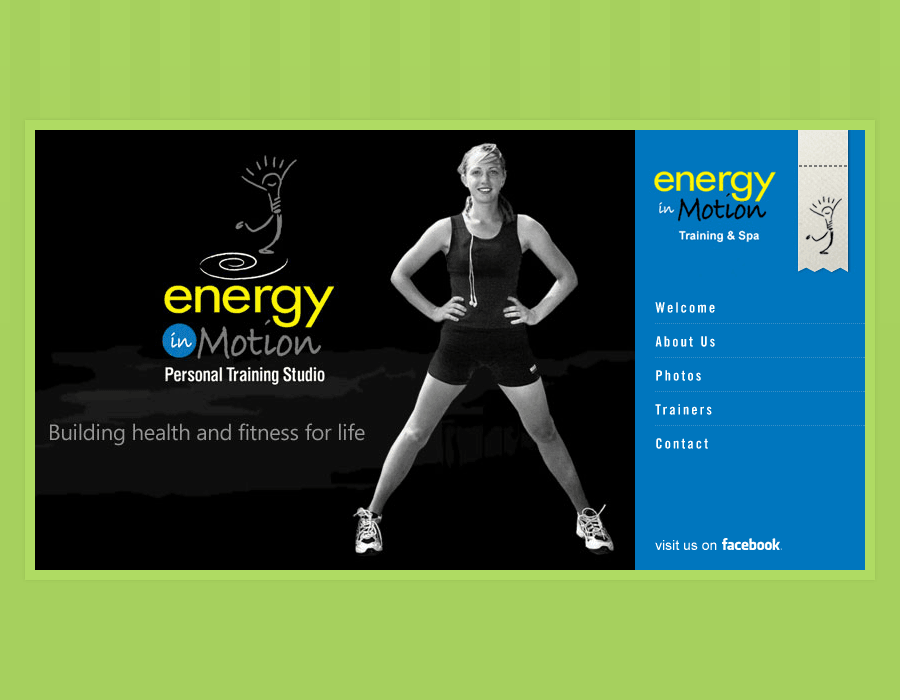 energy
in Motion
Personal Training Studio
Building health and fitness for life
energy
in Motion
Training & Spa
Welcome
About Us
Photos
Trainers
Contact
visit us on facebook.